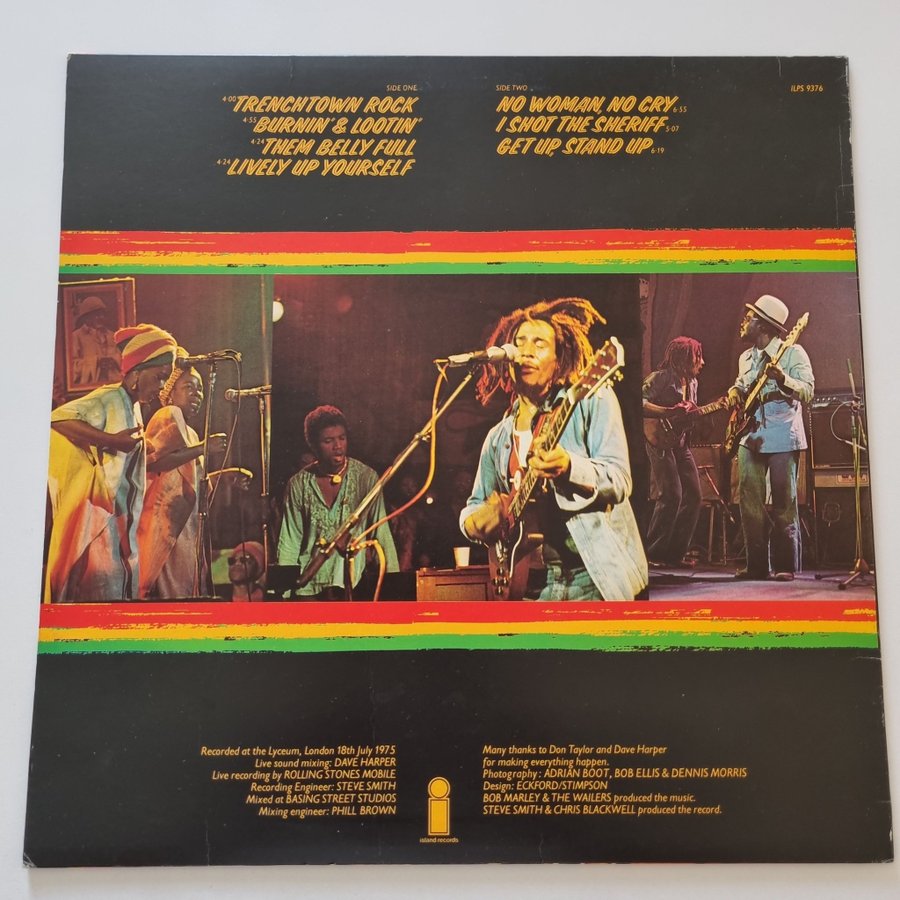 SIDE ONE
4·00 TRENCHTOWN ROCK
4·55 BURNIN' & LOOTIN'
4·24 THEM BELLY FULL
4·24 LIVELY UP YOURSELF
SIDE TWO
NO WOMAN, NO CRY 6·55
I SHOT THE SHERIFF 5·07
GET UP, STAND UP 6·19
ILPS 9376
Recorded at the Lyceum, London 18th July 1975
Live sound mixing: DAVE HARPER
Live recording by ROLLING STONES MOBILE
Recording Engineer: STEVE SMITH
Mixed at BASING STREET STUDIOS
Mixing engineer: PHILL BROWN
island records
Many thanks to Don Taylor and Dave Harper
for making everything happen.
Photography: ADRIAN BOOT, BOB ELLIS & DENNIS MORRIS
Design: ECKFORD/STIMPSON
BOB MARLEY & THE WAILERS produced the music.
STEVE SMITH & CHRIS BLACKWELL produced the record.